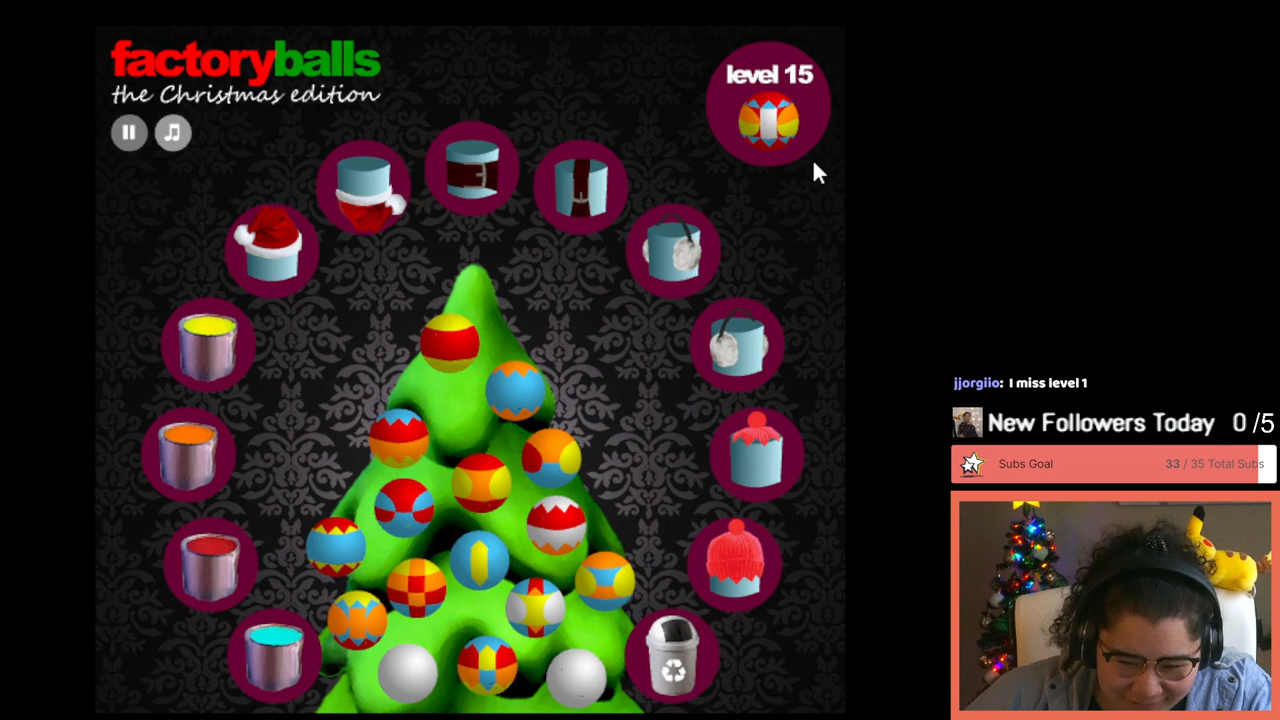 factoryballs
the Christmas edition
level 15
jjorgiio: I miss level 1
New Followers Today 0 /5
Subs Goal 33 / 35 Total Subs